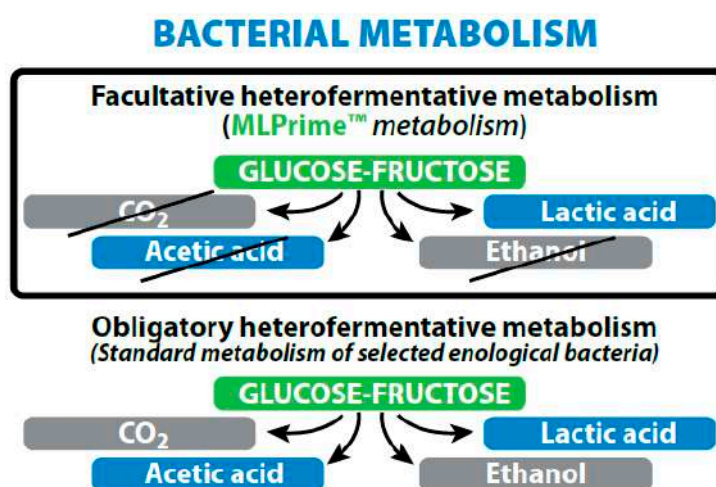 BACTERIAL METABOLISM
Facultative heterofermentative metabolism
(MLPrime™ metabolism)
GLUCOSE-FRUCTOSE
CO₂
Lactic acid
Acetic acid
Ethanol
Obligatory heterofermentative metabolism
(Standard metabolism of selected enological bacteria)
GLUCOSE-FRUCTOSE
CO₂
Lactic acid
Acetic acid
Ethanol